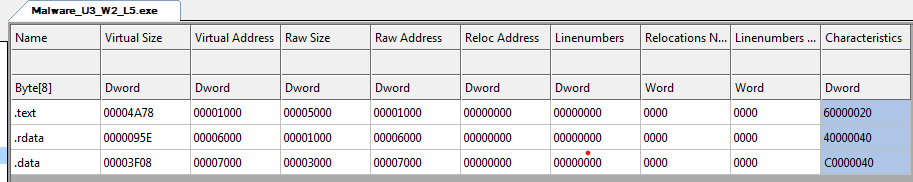 Malware_U3_W2_L5.exe
Name Virtual Size Virtual Address Raw Size Raw Address Reloc Address Linenumbers Relocations N... Linenumbers ... Characteristics
Byte[8] Dword Dword Dword Dword Dword Dword Word Word Dword
.text 00004A78 00001000 00005000 00001000 00000000 00000000 0000 0000 60000020
.rdata 0000095E 00006000 00001000 00006000 00000000 00000000 0000 0000 40000040
.data 00003F08 00007000 00003000 00007000 00000000 00000000 0000 0000 C0000040